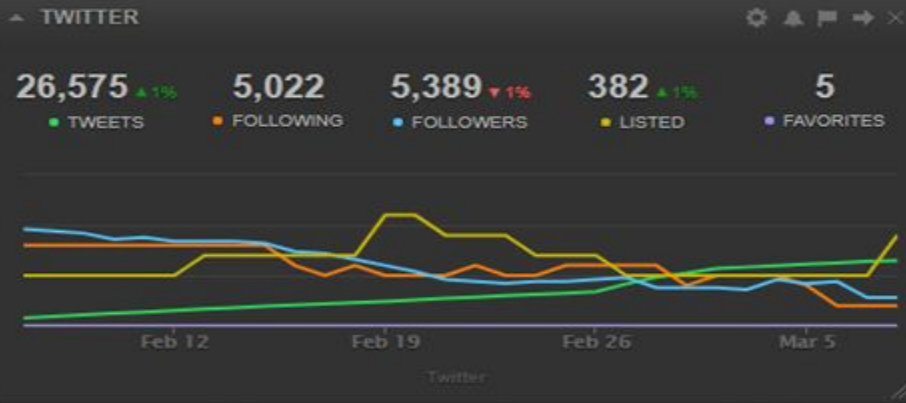 TWITTER
26,575 ▲ 1% 5,022 5,389 ▼ 1% 382 ▲ 1% 5
TWEETS FOLLOWING FOLLOWERS LISTED FAVORITES
Feb 12 Feb 19 Feb 26 Mar 5
Twitter